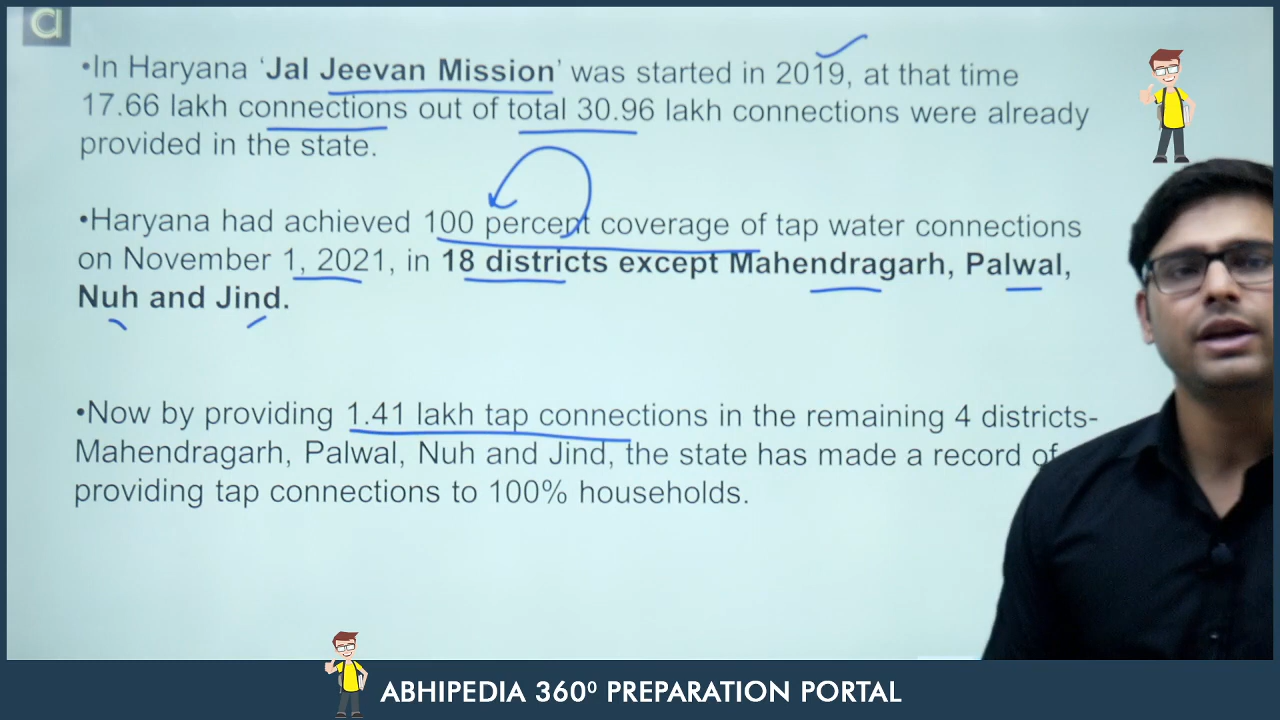 a
•In Haryana ‘Jal Jeevan Mission’ was started in 2019, at that time
17.66 lakh connections out of total 30.96 lakh connections were already
provided in the state.
•Haryana had achieved 100 percent coverage of tap water connections
on November 1, 2021, in 18 districts except Mahendragarh, Palwal,
Nuh and Jind.
•Now by providing 1.41 lakh tap connections in the remaining 4 districts-
Mahendragarh, Palwal, Nuh and Jind, the state has made a record of
providing tap connections to 100% households.
ABHIPEDIA 360⁰ PREPARATION PORTAL